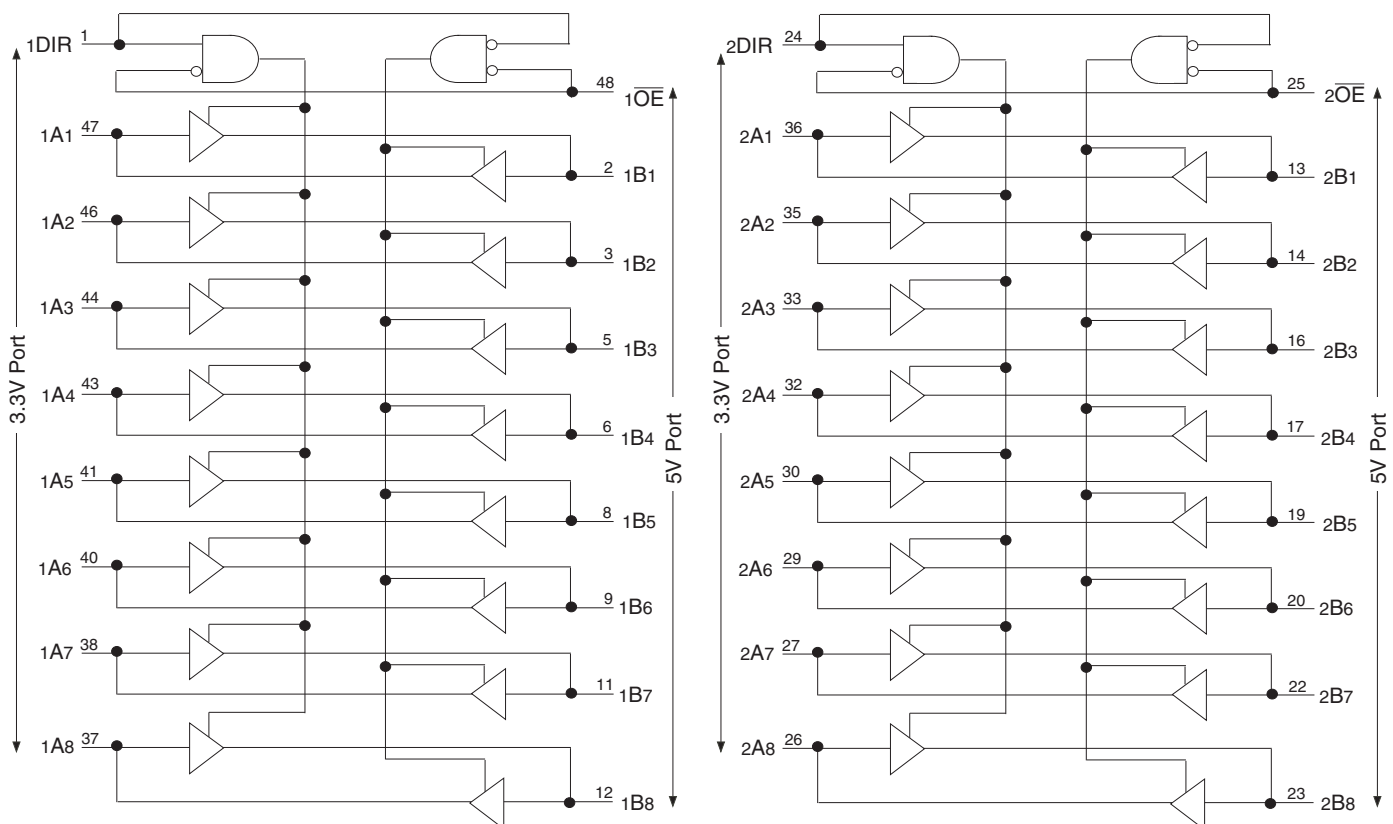 1DIR 1
48 1OE
1A1 47
2 1B1
1A2 46
3 1B2
1A3 44
5 1B3
1A4 43
6 1B4
1A5 41
8 1B5
1A6 40
9 1B6
1A7 38
11 1B7
1A8 37
12 1B8
3.3V Port
5V Port
2DIR 24
25 2OE
2A1 36
13 2B1
2A2 35
14 2B2
2A3 33
16 2B3
2A4 32
17 2B4
2A5 30
19 2B5
2A6 29
20 2B6
2A7 27
22 2B7
2A8 26
23 2B8
3.3V Port
5V Port